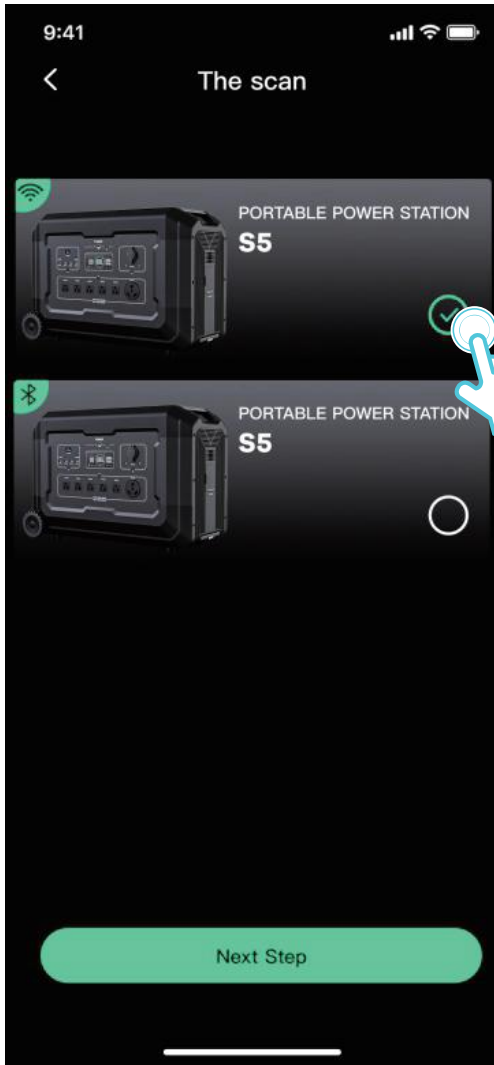 9:41
The scan
PORTABLE POWER STATION
S5
PORTABLE POWER STATION
S5
Next Step